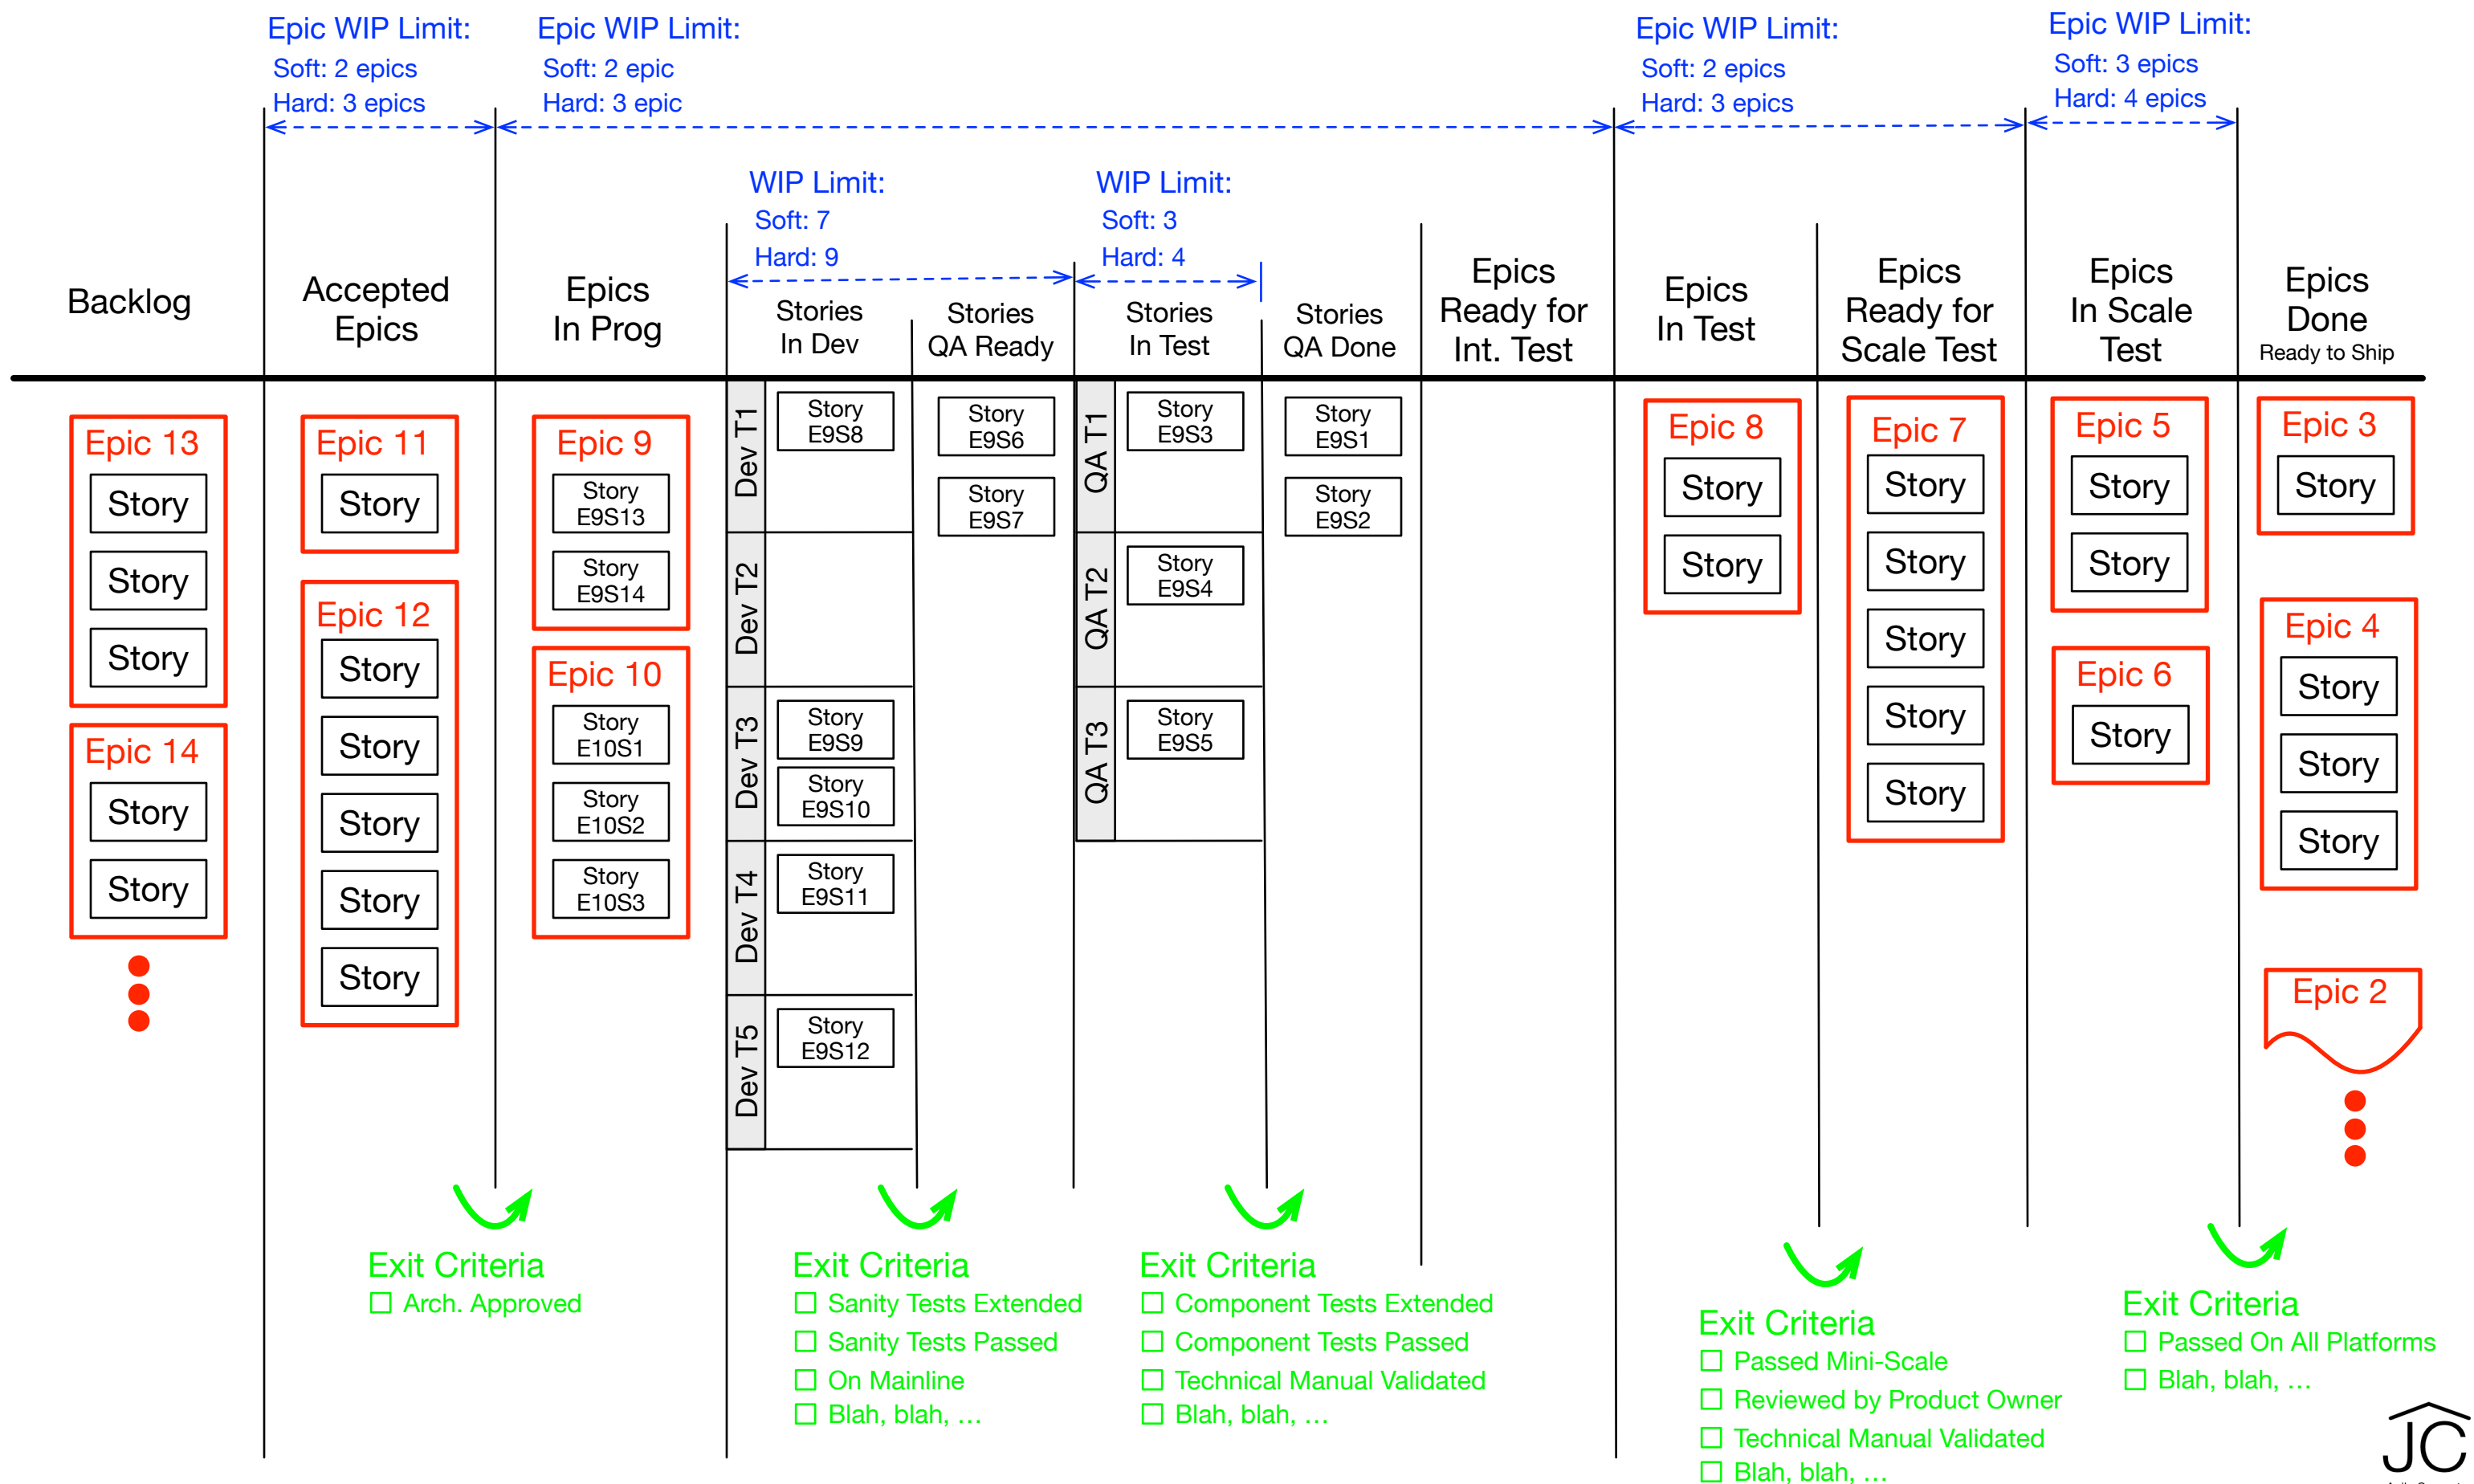 Epic WIP Limit:
Soft: 2 epics
Hard: 3 epics
Epic WIP Limit:
Soft: 2 epic
Hard: 3 epic
Epic WIP Limit:
Soft: 2 epics
Hard: 3 epics
Epic WIP Limit:
Soft: 3 epics
Hard: 4 epics
WIP Limit:
Soft: 7
Hard: 9
WIP Limit:
Soft: 3
Hard: 4
Backlog
Accepted
Epics
Epics
In Prog
Stories
In Dev
Stories
QA Ready
Stories
In Test
Stories
QA Done
Epics
Ready for
Int. Test
Epics
In Test
Epics
Ready for
Scale Test
Epics
In Scale
Test
Epics
Done
Ready to Ship
Epic 13
Story
Story
Story
Epic 14
Story
Story
Epic 11
Story
Epic 12
Story
Story
Story
Story
Story
Epic 9
Story
E9S13
Story
E9S14
Epic 10
Story
E10S1
Story
E10S2
Story
E10S3
Dev T1
Story
E9S8
Dev T2
Dev T3
Story
E9S9
Story
E9S10
Dev T4
Story
E9S11
Dev T5
Story
E9S12
Story
E9S6
Story
E9S7
QA T1
Story
E9S3
QA T2
Story
E9S4
QA T3
Story
E9S5
Story
E9S1
Story
E9S2
Epic 8
Story
Story
Epic 7
Story
Story
Story
Story
Story
Epic 5
Story
Story
Epic 6
Story
Epic 3
Story
Epic 4
Story
Story
Story
Epic 2
Exit Criteria
Arch. Approved
Exit Criteria
Sanity Tests Extended
Sanity Tests Passed
On Mainline
Blah, blah, …
Exit Criteria
Component Tests Extended
Component Tests Passed
Technical Manual Validated
Blah, blah, …
Exit Criteria
Passed Mini-Scale
Reviewed by Product Owner
Technical Manual Validated
Blah, blah, …
Exit Criteria
Passed On All Platforms
Blah, blah, …
JC